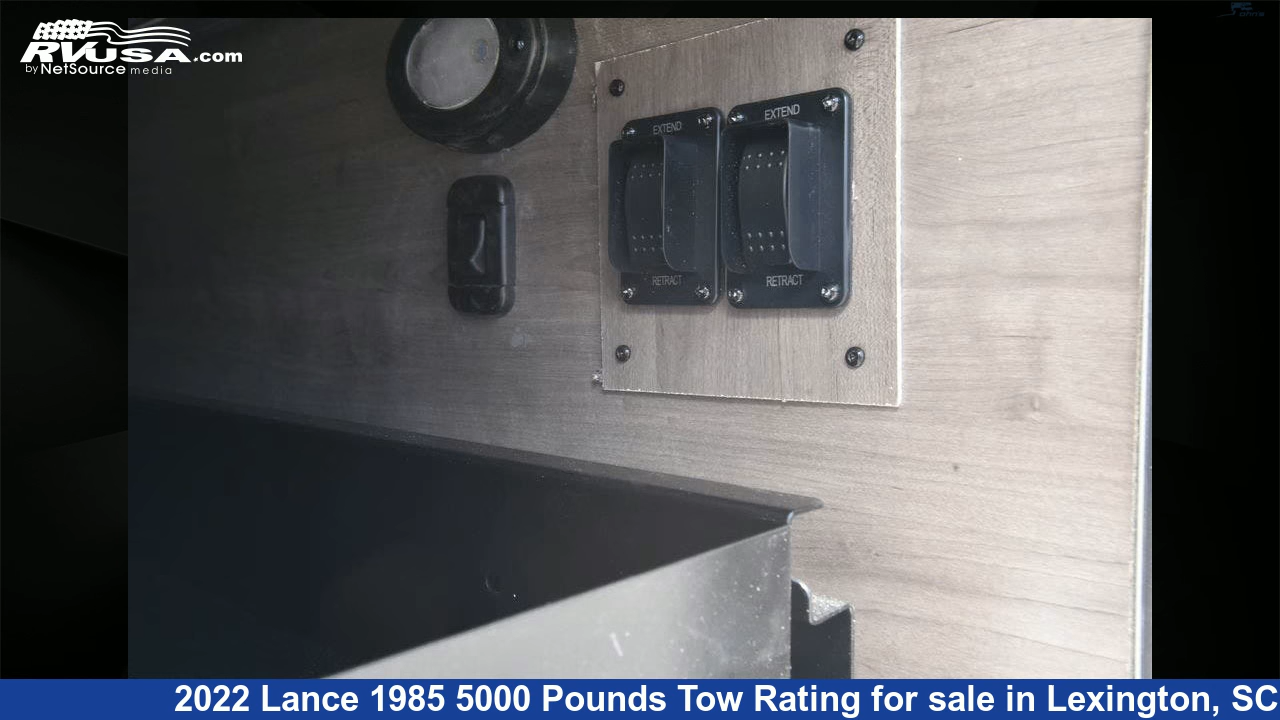 RVUSA.com
by NetSource media
EXTEND
EXTEND
RETRACT
RETRACT
2022 Lance 1985 5000 Pounds Tow Rating for sale in Lexington, SC